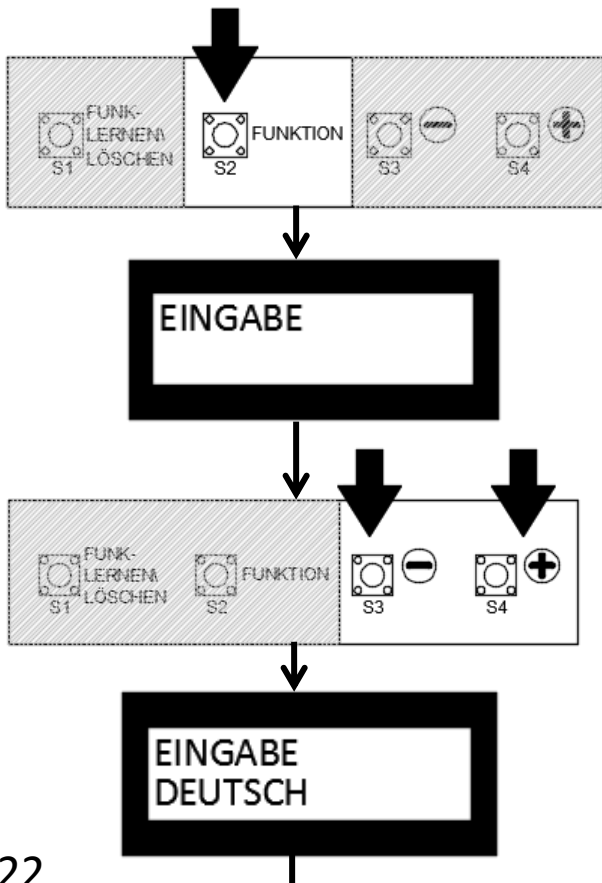 FUNK-
LERNEN\
LÖSCHEN
S1
FUNKTION
S2
S3
S4
EINGABE
FUNK-
LERNEN\
LÖSCHEN
S1
FUNKTION
S2
S3
S4
EINGABE
DEUTSCH
22